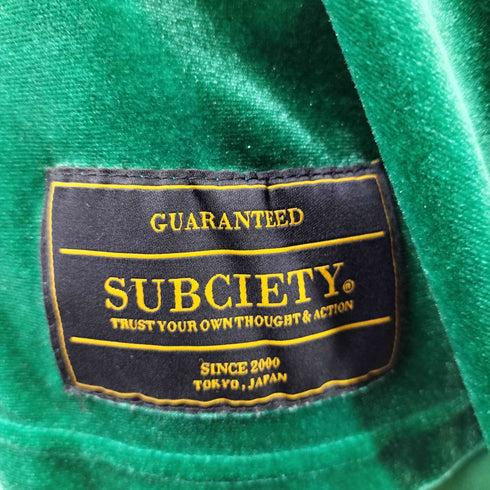 GUARANTEED
SUBCIETY®
TRUST YOUR OWN THOUGHT & ACTION
SINCE 2000
TOKYO, JAPAN